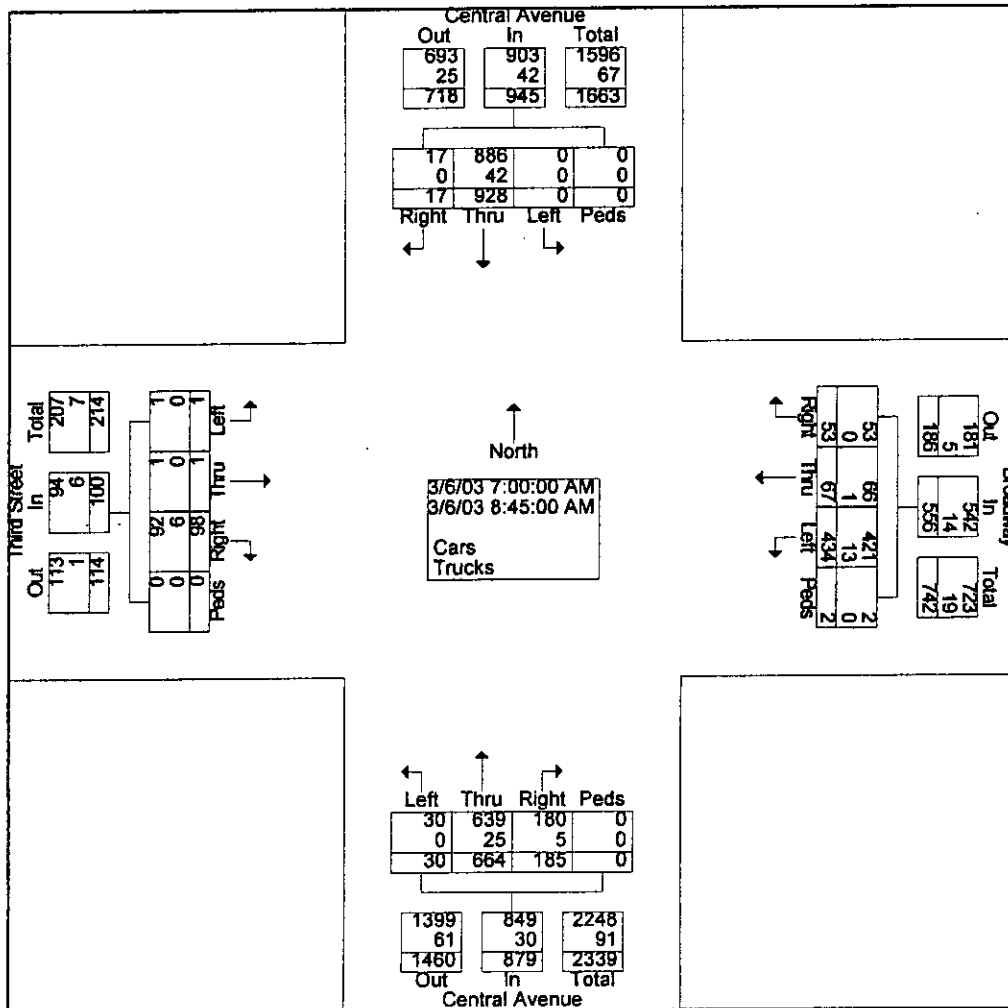 Central Avenue
Out In Total
693 903 1596
25 42 67
718 945 1663
17 886 0 0
0 42 0 0
17 928 0 0
Right Thru Left Peds
Third Street
Total In Out
207 94 113
7 6 1
214 100 114
1 1 92 0
0 0 6 0
1 1 98 0
Left Thru Right Peds
North
3/6/03 7:00:00 AM
3/6/03 8:45:00 AM
Cars
Trucks
Right Thru Left Peds
53 66 421 2
0 1 13 0
53 67 434 2
Out In Total
181 542 723
5 14 19
186 556 742
Left Thru Right Peds
30 639 180 0
0 25 5 0
30 664 185 0
1399 849 2248
61 30 91
1460 879 2339
Out In Total
Central Avenue